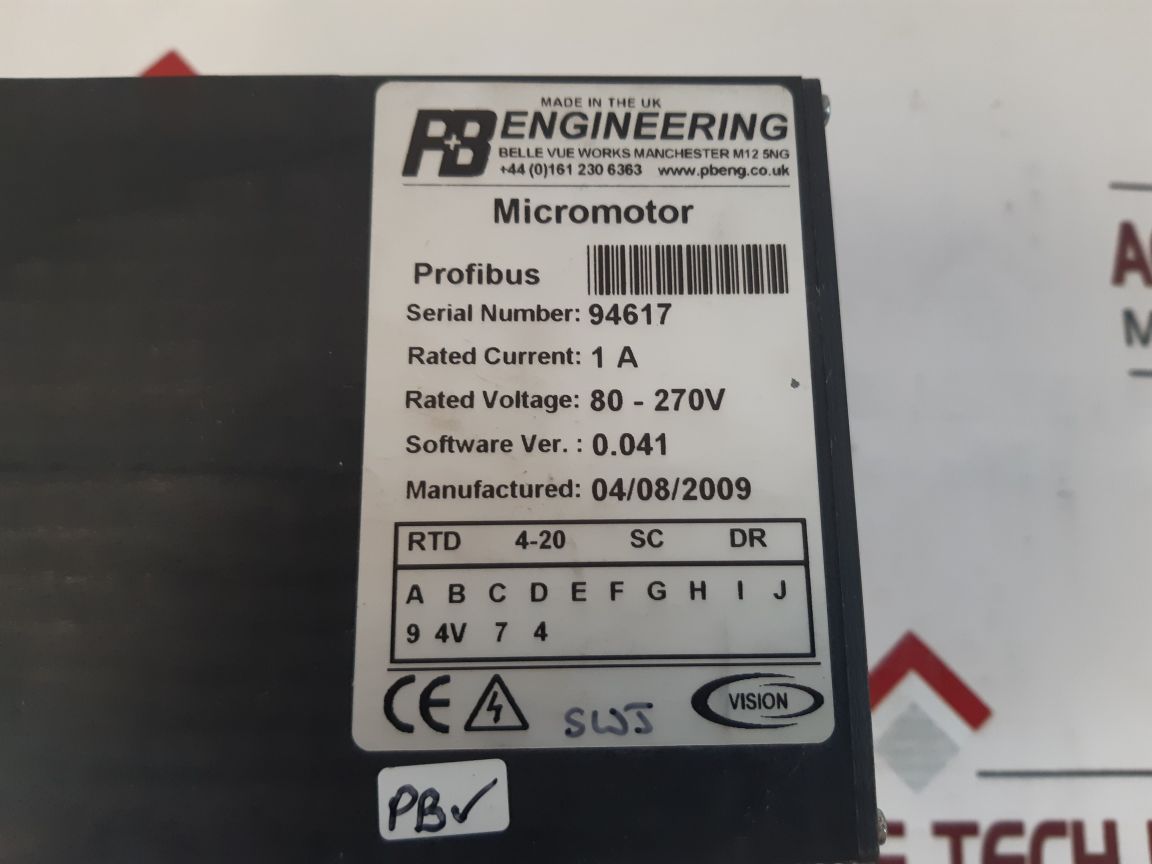 MADE IN THE UK
P+B ENGINEERING
BELLE VUE WORKS MANCHESTER M12 5NG
+44 (0)161 230 6363 www.pbeng.co.uk
Micromotor
Profibus
Serial Number: 94617
Rated Current: 1 A
Rated Voltage: 80 - 270V
Software Ver. : 0.041
Manufactured: 04/08/2009
RTD 4-20 SC DR
A B C D E F G H I J
9 4V 7 4
CE SWJ VISION
PB✓
TECH